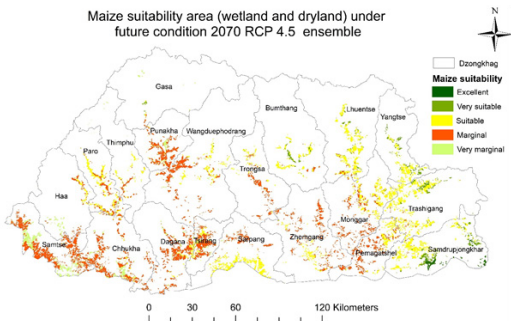 Maize suitability area (wetland and dryland) under
future condition 2070 RCP 4.5 ensemble
N
Dzongkhag
Maize suitability
Excellent
Very suitable
Suitable
Marginal
Very marginal
Gasa
Bumthang
Lhuentse
Yangtse
Punakha
Wangduephodrang
Thimphu
Paro
Trongsa
Haa
Trashigang
Monggar
Samtse
Chhukha
Dagana
Tsirang
Sarpang
Zhemgang
Pemagatshel
Samdrupjongkhar
0 30 60 120 Kilometers